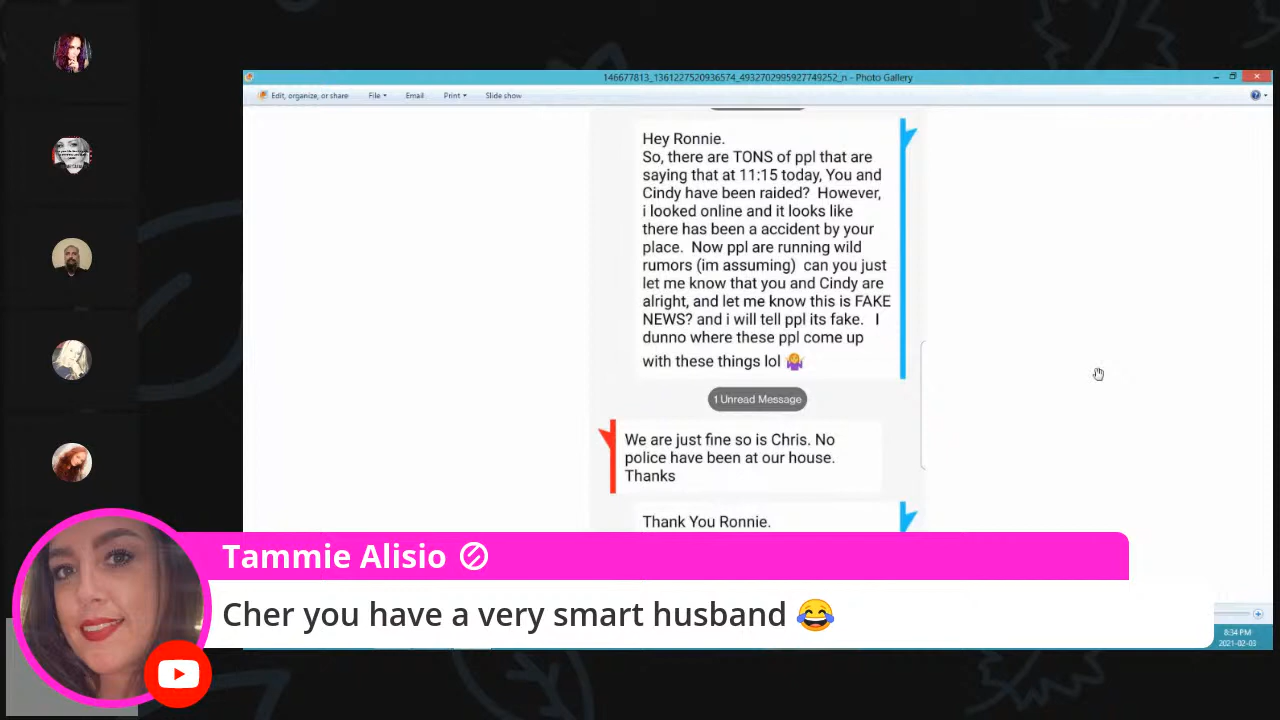 146677813_1361227520936574_4932702995927749252_n - Photo Gallery
Edit, organize, or share File Email Print Slide show
Hey Ronnie.
So, there are TONS of ppl that are
saying that at 11:15 today, You and
Cindy have been raided? However,
i looked online and it looks like
there has been a accident by your
place. Now ppl are running wild
rumors (im assuming) can you just
let me know that you and Cindy are
alright, and let me know this is FAKE
NEWS? and i will tell ppl its fake. I
dunno where these ppl come up
with these things lol 🤷‍♀️
1 Unread Message
We are just fine so is Chris. No
police have been at our house.
Thanks
Thank You Ronnie.
Tammie Alisio
Cher you have a very smart husband 😂
8:34 PM
2021-02-03